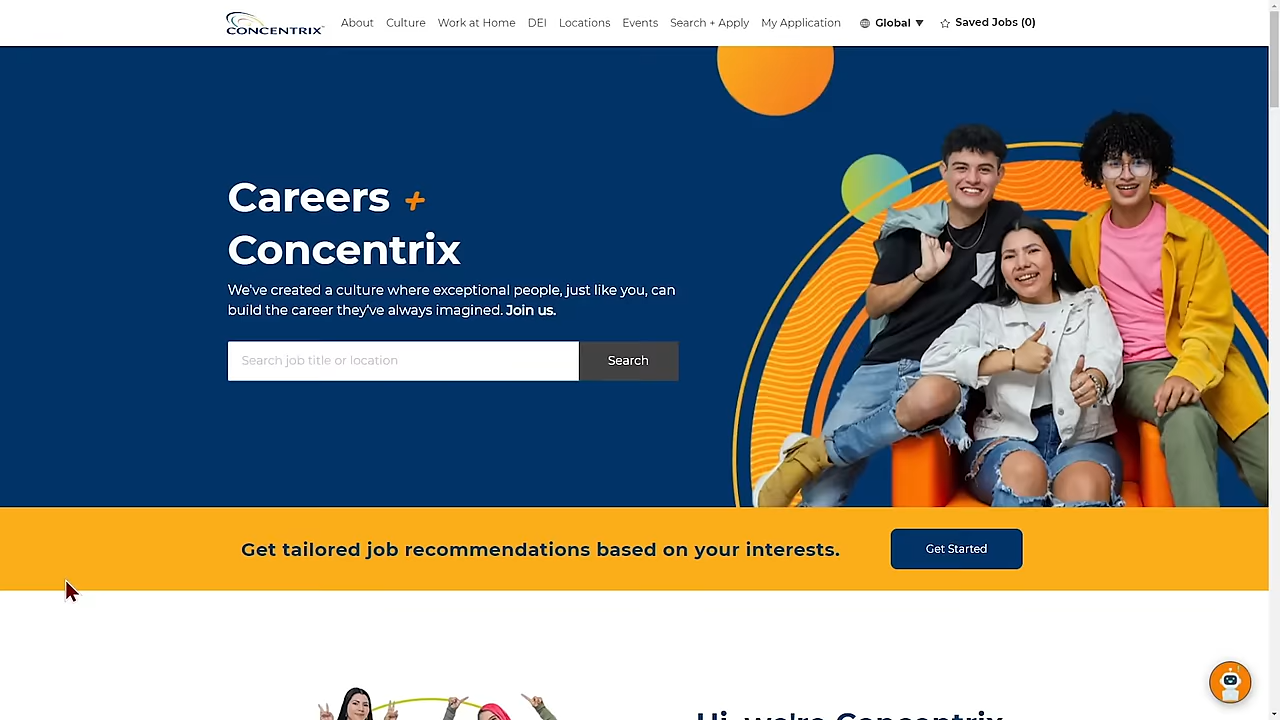 CONCENTRIX
About Culture Work at Home DEI Locations Events Search + Apply My Application Global Saved Jobs (0)
Careers +
Concentrix
We've created a culture where exceptional people, just like you, can
build the career they've always imagined. Join us.
Search job title or location Search
Get tailored job recommendations based on your interests. Get Started
Hi, we're Concentrix